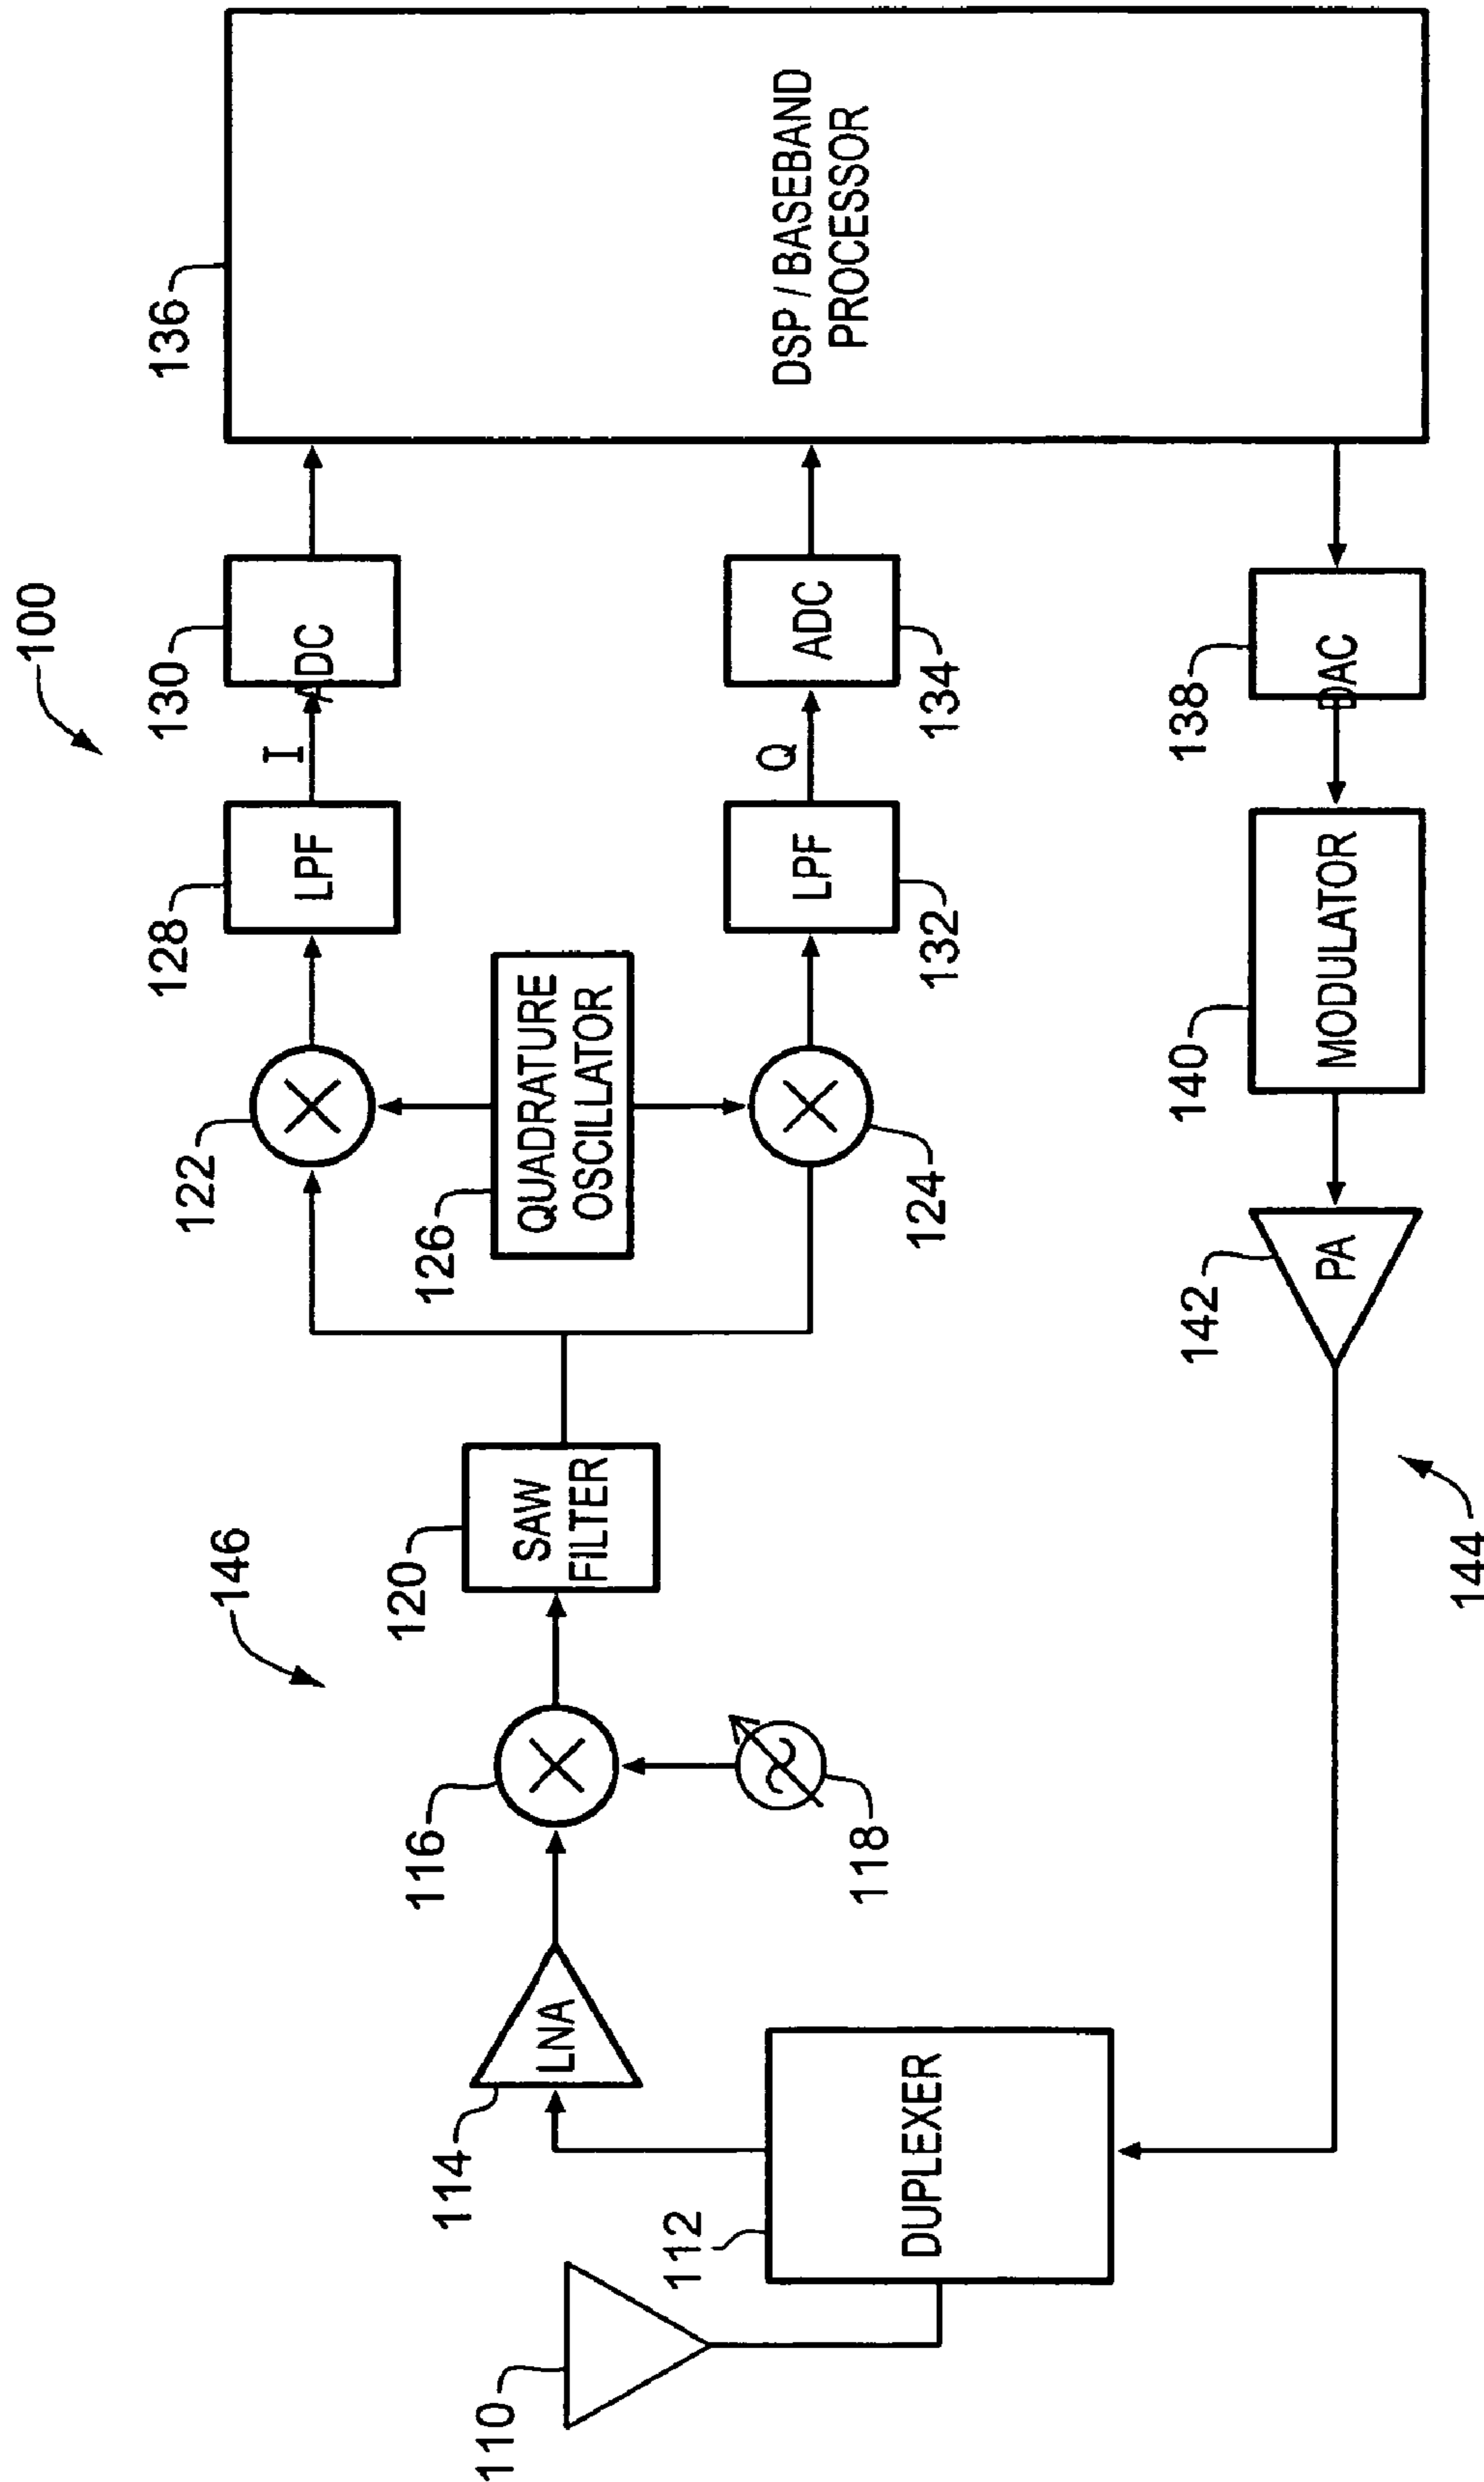 100
146
136
130
128
122
ADC
I
LPF
126
QUADRATURE
OSCILLATOR
DSP / BASEBAND
PROCESSOR
120
SAW
FILTER
116
114
LNA
110
Q
ADC
LPF
134
132
124
118
112
DUPLEXER
138
140
142
DAC
MODULATOR
PA
144